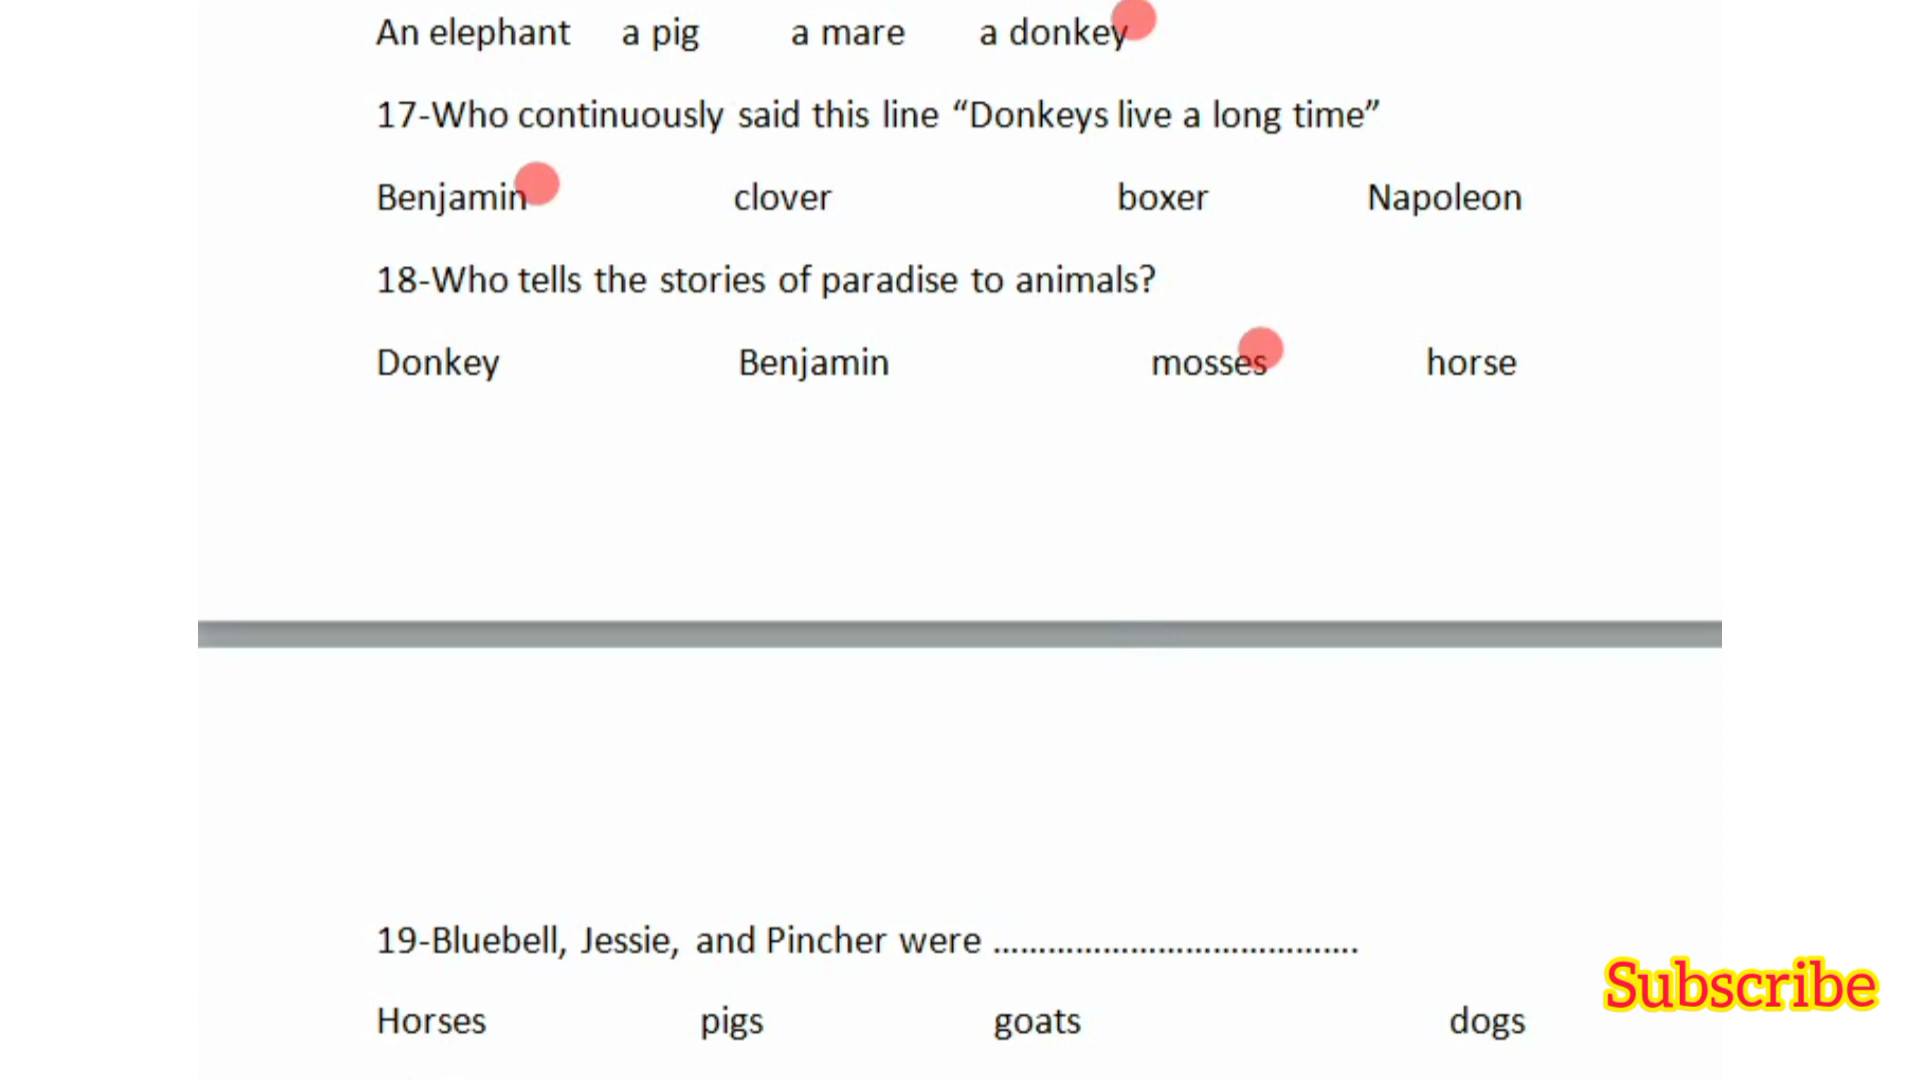 An elephant a pig a mare a donkey
17-Who continuously said this line “Donkeys live a long time”
Benjamin clover boxer Napoleon
18-Who tells the stories of paradise to animals?
Donkey Benjamin mosses horse
19-Bluebell, Jessie, and Pincher were ........................................
Horses pigs goats dogs
Subscribe